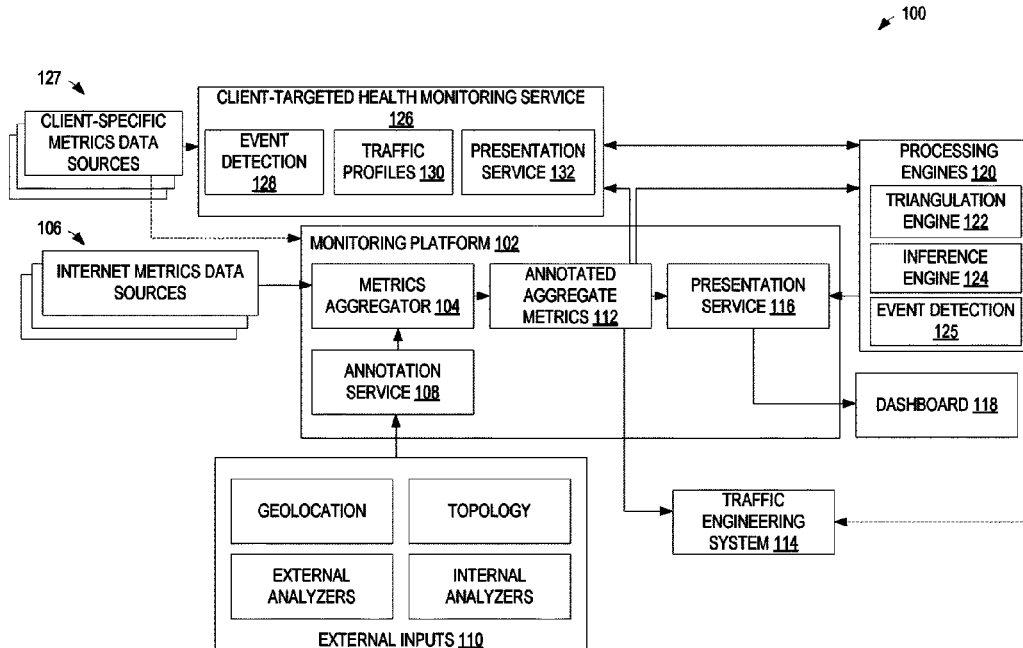 100
127
CLIENT-SPECIFIC
METRICS DATA
SOURCES
CLIENT-TARGETED HEALTH MONITORING SERVICE
126
EVENT
DETECTION
128
TRAFFIC
PROFILES 130
PRESENTATION
SERVICE 132
PROCESSING
ENGINES 120
TRIANGULATION
ENGINE 122
INFERENCE
ENGINE 124
EVENT DETECTION
125
106
INTERNET METRICS DATA
SOURCES
MONITORING PLATFORM 102
METRICS
AGGREGATOR 104
ANNOTATED
AGGREGATE
METRICS 112
PRESENTATION
SERVICE 116
ANNOTATION
SERVICE 108
DASHBOARD 118
GEOLOCATION
TOPOLOGY
EXTERNAL
ANALYZERS
INTERNAL
ANALYZERS
EXTERNAL INPUTS 110
TRAFFIC
ENGINEERING
SYSTEM 114